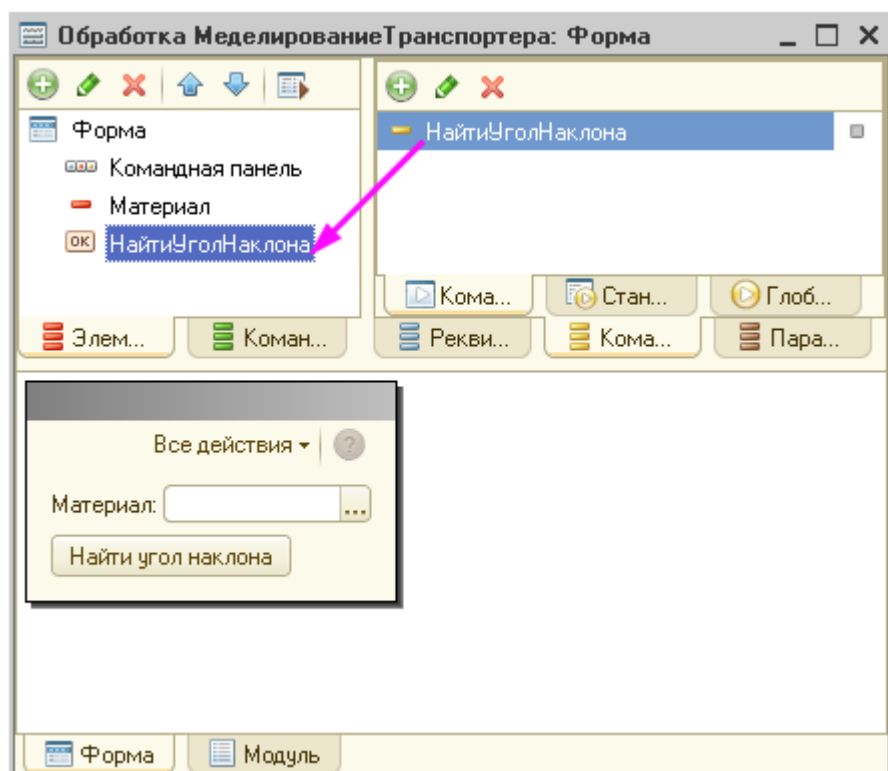 Обработка МеделированиеТранспортера: Форма
Форма
Командная панель
Материал
OK НайтиУголНаклона
НайтиУголНаклона
Кома... Стан... Глоб...
Элем... Коман... Рекви... Кома... Пара...
Все действия ?
Материал: ...
Найти угол наклона
Форма Модуль